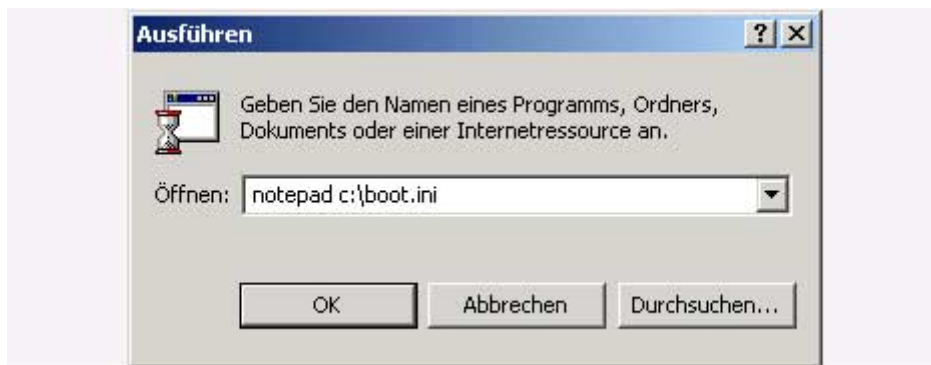 Ausführen
Geben Sie den Namen eines Programms, Ordners,
Dokuments oder einer Internetressource an.
Öffnen: notepad c:\boot.ini
OK Abbrechen Durchsuchen...